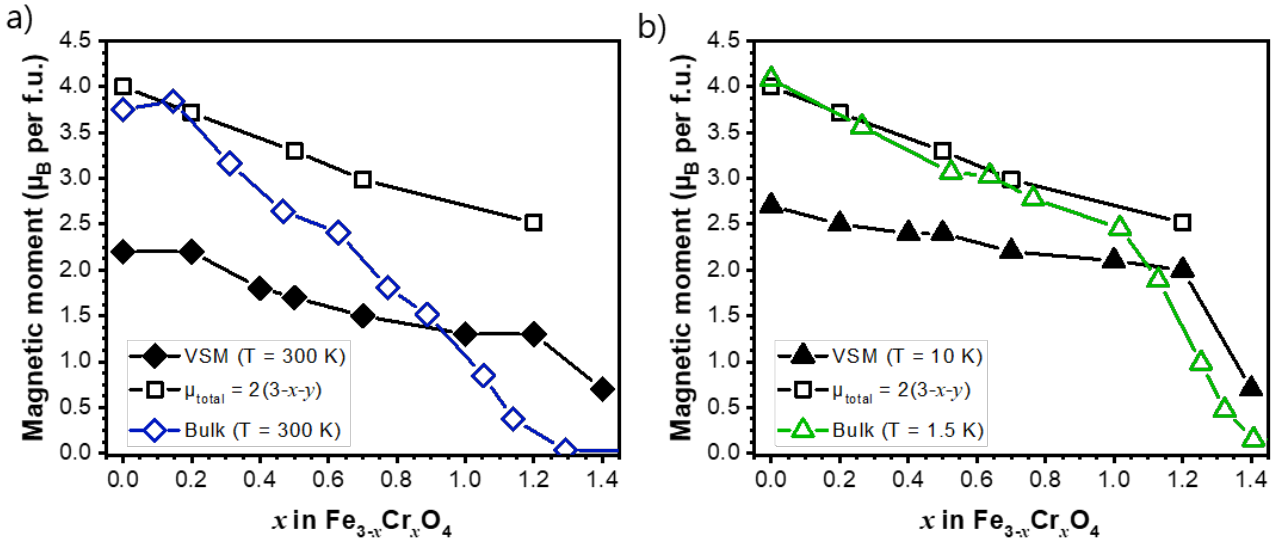 a)
Magnetic moment (μB per f.u.)
4.5
4.0
3.5
3.0
2.5
2.0
1.5
1.0
0.5
0.0
VSM (T = 300 K)
μtotal = 2(3-x-y)
Bulk (T = 300 K)
0.0 0.2 0.4 0.6 0.8 1.0 1.2 1.4
x in Fe3-xCrxO4
b)
Magnetic moment (μB per f.u.)
4.5
4.0
3.5
3.0
2.5
2.0
1.5
1.0
0.5
0.0
VSM (T = 10 K)
μtotal = 2(3-x-y)
Bulk (T = 1.5 K)
0.0 0.2 0.4 0.6 0.8 1.0 1.2 1.4
x in Fe3-xCrxO4